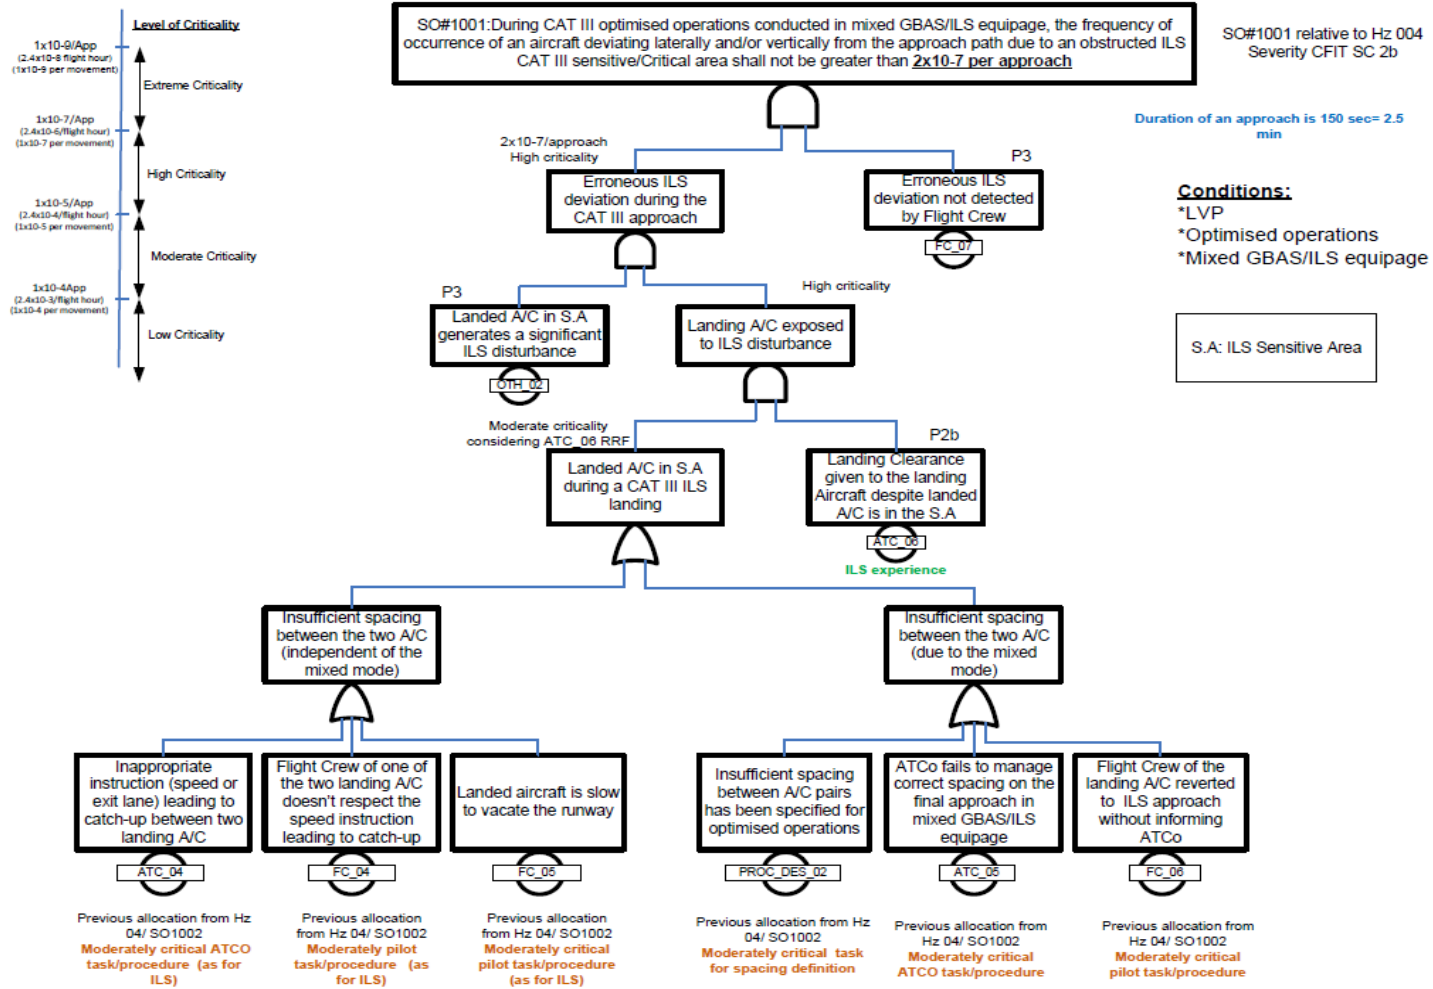 Level of Criticality
1x10-9/App
(2.4x10-8 flight hour)
(1x10-9 per movement)
Extreme Criticality
1x10-7/App
(2.4x10-6/flight hour)
(1x10-7 per movement)
High Criticality
1x10-5/App
(2.4x10-4/flight hour)
(1x10-5 per movement)
Moderate Criticality
1x10-4App
(2.4x10-3/flight hour)
(1x10-4 per movement)
Low Criticality
SO#1001:During CAT III optimised operations conducted in mixed GBAS/ILS equipage, the frequency of
occurrence of an aircraft deviating laterally and/or vertically from the approach path due to an obstructed ILS
CAT III sensitive/Critical area shall not be greater than 2x10-7 per approach
SO#1001 relative to Hz 004
Severity CFIT SC 2b
Duration of an approach is 150 sec= 2.5
min
Conditions:
*LVP
*Optimised operations
*Mixed GBAS/ILS equipage
S.A: ILS Sensitive Area
2x10-7/approach
High criticality
Erroneous ILS
deviation during the
CAT III approach
P3
Erroneous ILS
deviation not detected
by Flight Crew
FC_07
P3
Landed A/C in S.A
generates a significant
ILS disturbance
OTH_02
High criticality
Landing A/C exposed
to ILS disturbance
Moderate criticality
considering ATC_06 RRF
Landed A/C in S.A
during a CAT III ILS
landing
P2b
Landing Clearance
given to the landing
Aircraft despite landed
A/C is in the S.A
ATC_06
ILS experience
Insufficient spacing
between the two A/C
(independent of the
mixed mode)
Insufficient spacing
between the two A/C
(due to the mixed
mode)
Inappropriate
instruction (speed or
exit lane) leading to
catch-up between two
landing A/C
ATC_04
Previous allocation from Hz
04/ SO1002
Moderately critical ATCO
task/procedure (as for
ILS)
Flight Crew of one of
the two landing A/C
doesn't respect the
speed instruction
leading to catch-up
FC_04
Previous allocation
from Hz 04/ SO1002
Moderately pilot
task/procedure (as
for ILS)
Landed aircraft is slow
to vacate the runway
FC_05
Previous allocation
from Hz 04/ SO1002
Moderately critical
pilot task/procedure
(as for ILS)
Insufficient spacing
between A/C pairs
has been specified for
optimised operations
PROC_DES_02
Previous allocation from Hz
04/ SO1002
Moderately critical task
for spacing definition
ATCo fails to manage
correct spacing on the
final approach in
mixed GBAS/ILS
equipage
ATC_05
Previous allocation from
Hz 04/ SO1002
Moderately critical
ATCO task/procedure
Flight Crew of the
landing A/C reverted
to ILS approach
without informing
ATCo
FC_06
Previous allocation from
Hz 04/ SO1002
Moderately critical
pilot task/procedure